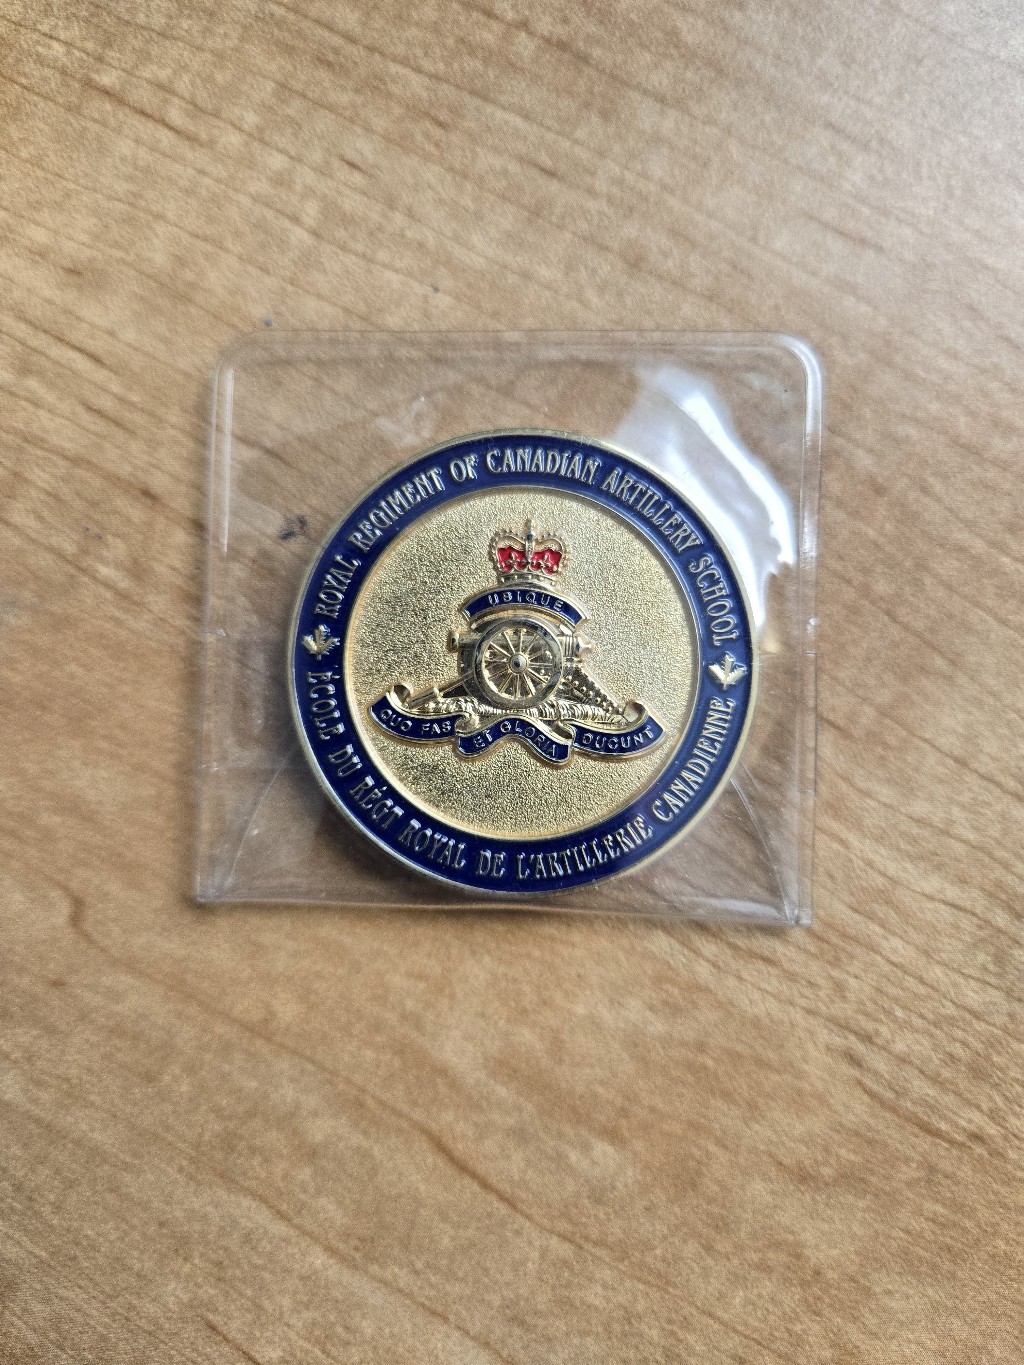 ROYAL REGIMENT OF CANADIAN ARTILLERY SCHOOL
UBIQUE
QUO FAS ET GLORIA DUCUNT
ÉCOLE DU RÉGT ROYAL DE L'ARTILLERIE CANADIENNE